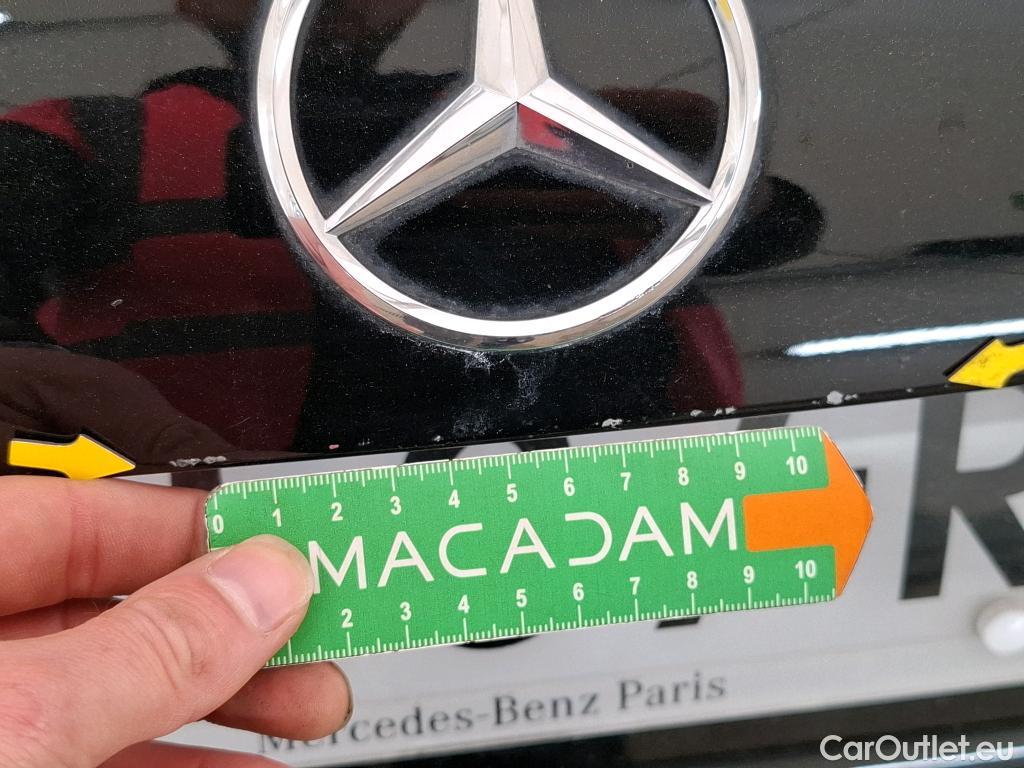 0 1 2 3 4 5 6 7 8 9 10
MACADAM
2 3 4 5 6 7 8 9 10
Mercedes-Benz Paris
CarOutlet.eu